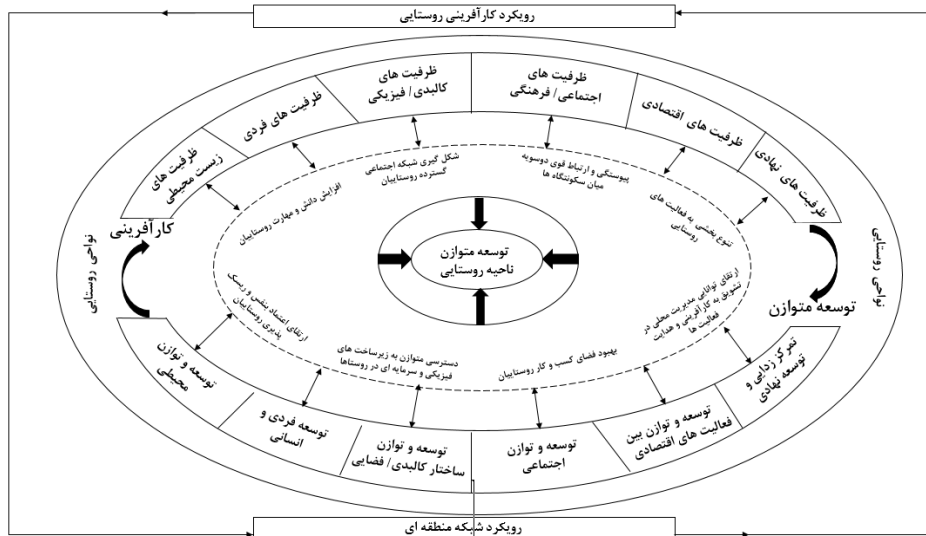 رویکرد کارآفرینی روستایی
ظرفیت های
اجتماعی/ فرهنگی
ظرفیت های
کالبدی/ فیزیکی
ظرفیت های اقتصادی
ظرفیت های فردی
ظرفیت های نهادی
ظرفیت های
زیست محیطی
پیوستگی و ارتباط قوی دوسویه
میان سکونتگاه ها
شکل گیری شبکه اجتماعی
گسترده روستاییان
تنوع بخشی به فعالیت های
روستایی
افزایش دانش و مهارت روستاییان
کارآفرینی
نواحی روستایی
نواحی روستایی
توسعه متوازن
ناحیه روستایی
توسعه متوازن
ارتقای توانایی مدیریت محلی در
تشویق به کارآفرینی و هدایت
فعالیت ها
ارتقای اعتماد بنفس و ریسک
پذیری روستاییان
بهبود فضای کسب و کار روستاییان
دسترسی متوازن به زیرساخت های
فیزیکی و سرمایه ای در روستاها
تمرکز زدایی و
توسعه نهادی
توسعه و توازن
محیطی
توسعه و توازن بین
فعالیت های اقتصادی
توسعه فردی و
انسانی
توسعه و توازن
اجتماعی
توسعه و توازن
ساختار کالبدی/ فضایی
رویکرد شبکه منطقه ای